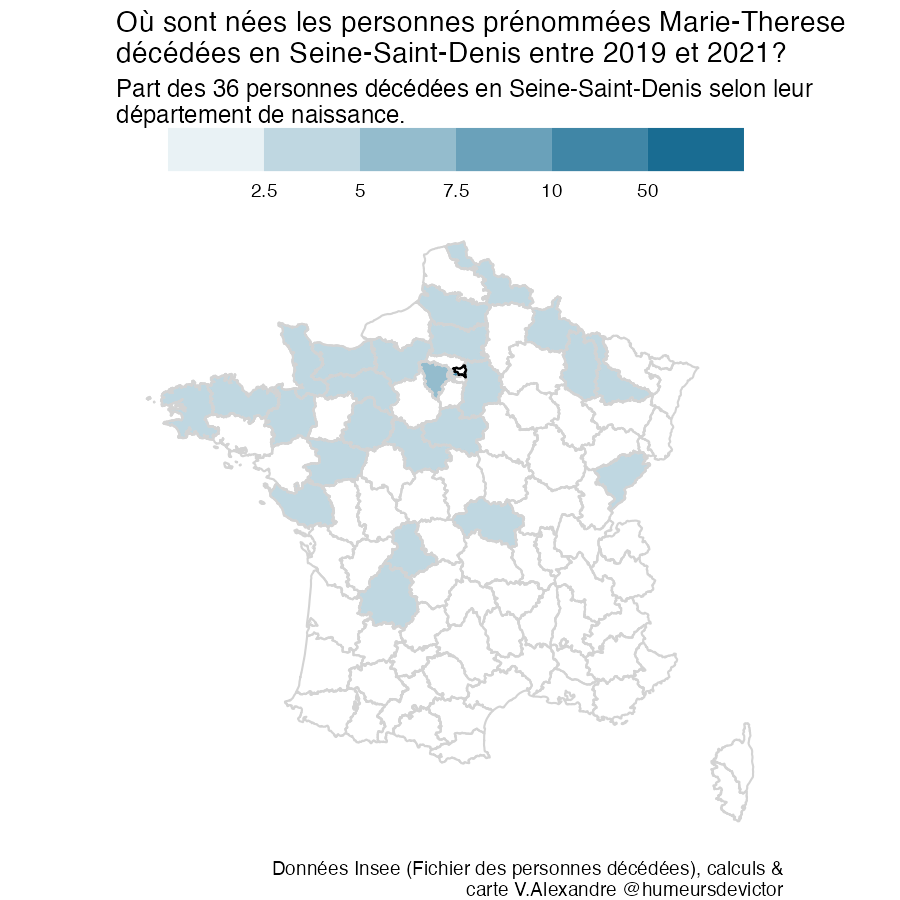 Où sont nées les personnes prénommées Marie-Therese
décédées en Seine-Saint-Denis entre 2019 et 2021?
Part des 36 personnes décédées en Seine-Saint-Denis selon leur
département de naissance.
2.5 5 7.5 10 50
Données Insee (Fichier des personnes décédées), calculs &
carte V.Alexandre @humeursdevictor